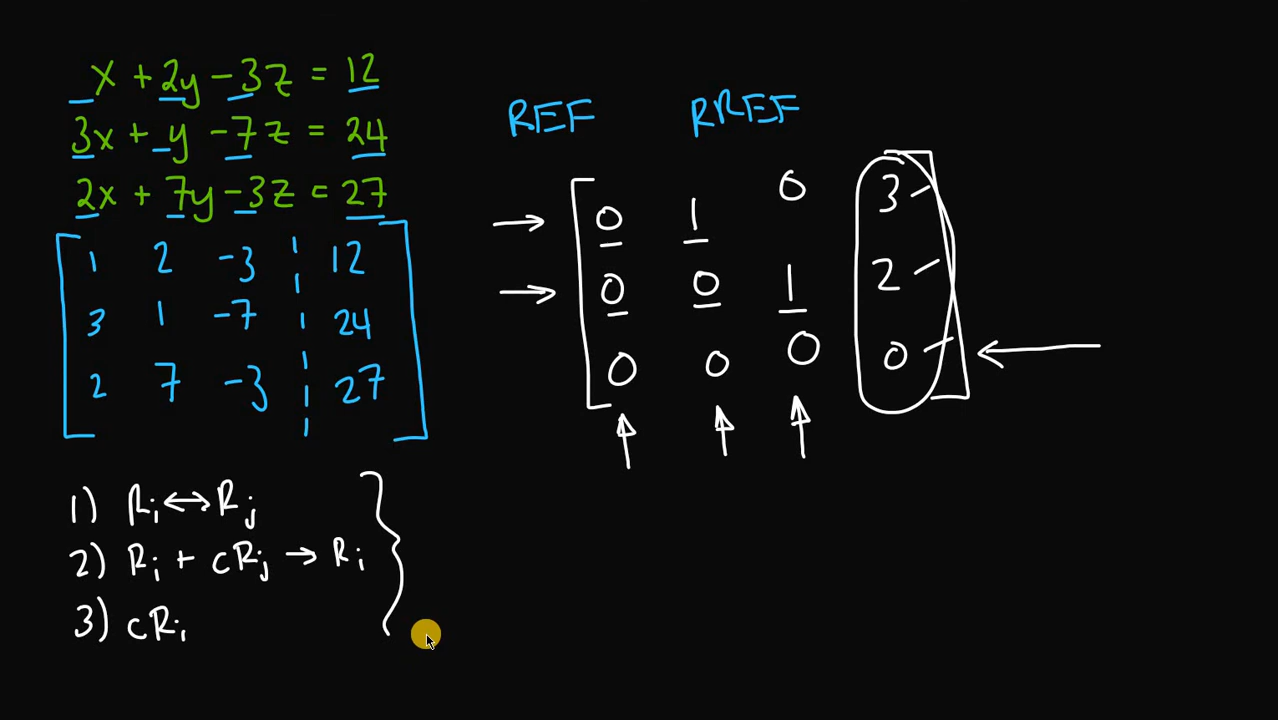 x + 2y - 3z = 12
3x + y - 7z = 24
2x + 7y - 3z = 27
1 2 -3 12
3 1 -7 24
2 7 -3 27
1) Ri ↔ Rj
2) Ri + cRj → Ri
3) cRi
REF RREF
0 1 0 3
0 0 1 2
0 0 0 0